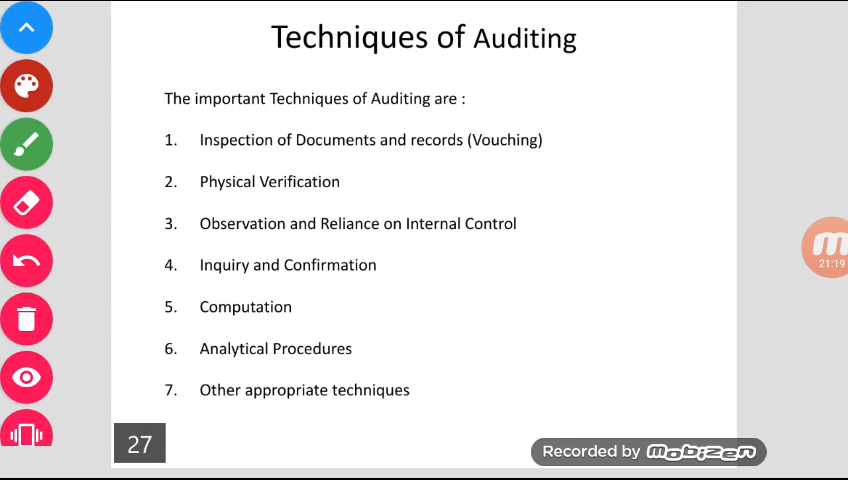 Techniques of Auditing
The important Techniques of Auditing are :
1. Inspection of Documents and records (Vouching)
2. Physical Verification
3. Observation and Reliance on Internal Control
4. Inquiry and Confirmation
5. Computation
6. Analytical Procedures
7. Other appropriate techniques
m
21:19
27
Recorded by mobizen